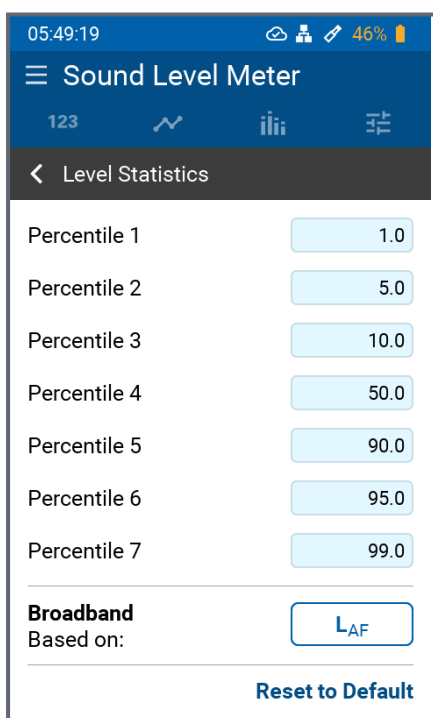 05:49:19 46%
Sound Level Meter
123
Level Statistics
Percentile 1 1.0
Percentile 2 5.0
Percentile 3 10.0
Percentile 4 50.0
Percentile 5 90.0
Percentile 6 95.0
Percentile 7 99.0
Broadband
Based on: LAF
Reset to Default